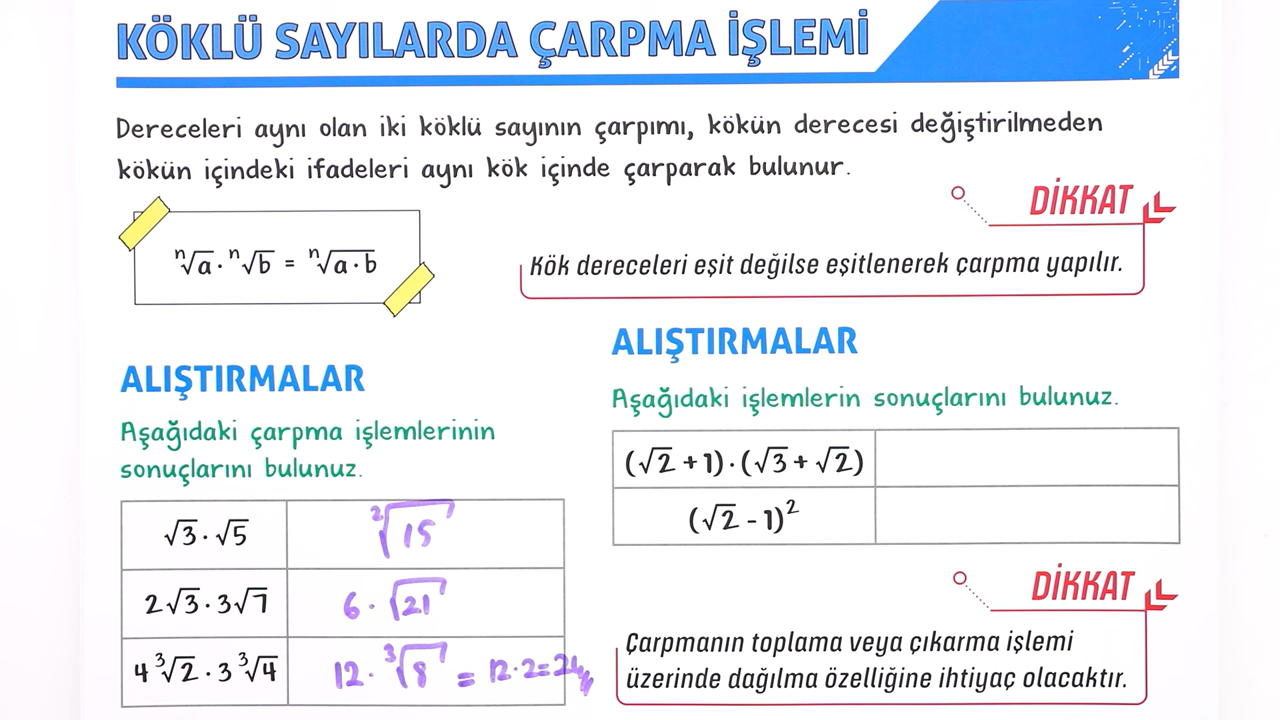 KÖKLÜ SAYILARDA ÇARPMA İŞLEMİ
Dereceleri aynı olan iki köklü sayının çarpımı, kökün derecesi değiştirilmeden
kökün içindeki ifadeleri aynı kök içinde çarparak bulunur.
ⁿ√a · ⁿ√b = ⁿ√(a · b)
DİKKAT
Kök dereceleri eşit değilse eşitlenerek çarpma yapılır.
ALIŞTIRMALAR
Aşağıdaki çarpma işlemlerinin
sonuçlarını bulunuz.
√3 · √5 ²√15
2√3 · 3√7 6 · √21
4³√2 · 3³√4 12 · ³√8 = 12·2=24//
ALIŞTIRMALAR
Aşağıdaki işlemlerin sonuçlarını bulunuz.
(√2 + 1) · (√3 + √2)
(√2 - 1)²
DİKKAT
Çarpmanın toplama veya çıkarma işlemi
üzerinde dağılma özelliğine ihtiyaç olacaktır.